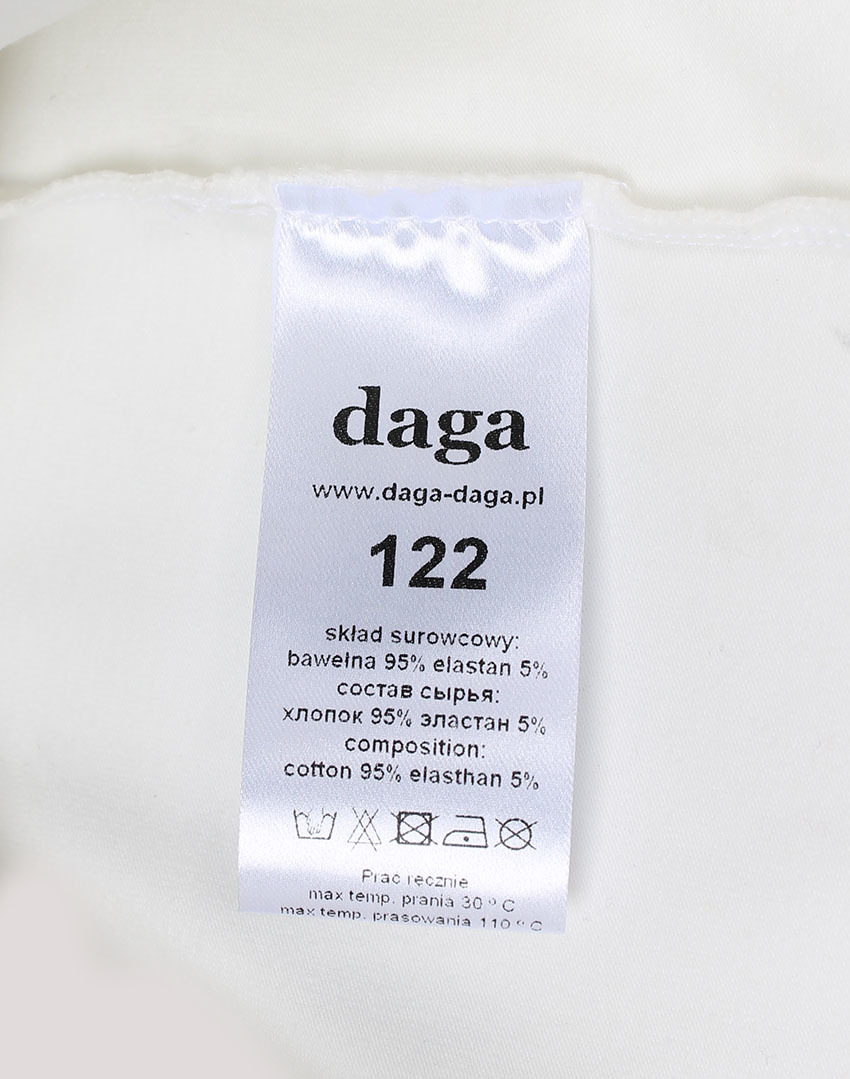 daga
www.daga-daga.pl
122
skład surowcowy:
bawełna 95% elastan 5%
состав сырья:
хлопок 95% эластан 5%
composition:
cotton 95% elasthan 5%
Prac ręcznie
max temp. prania 30 º C
max temp. prasowania 110 º C